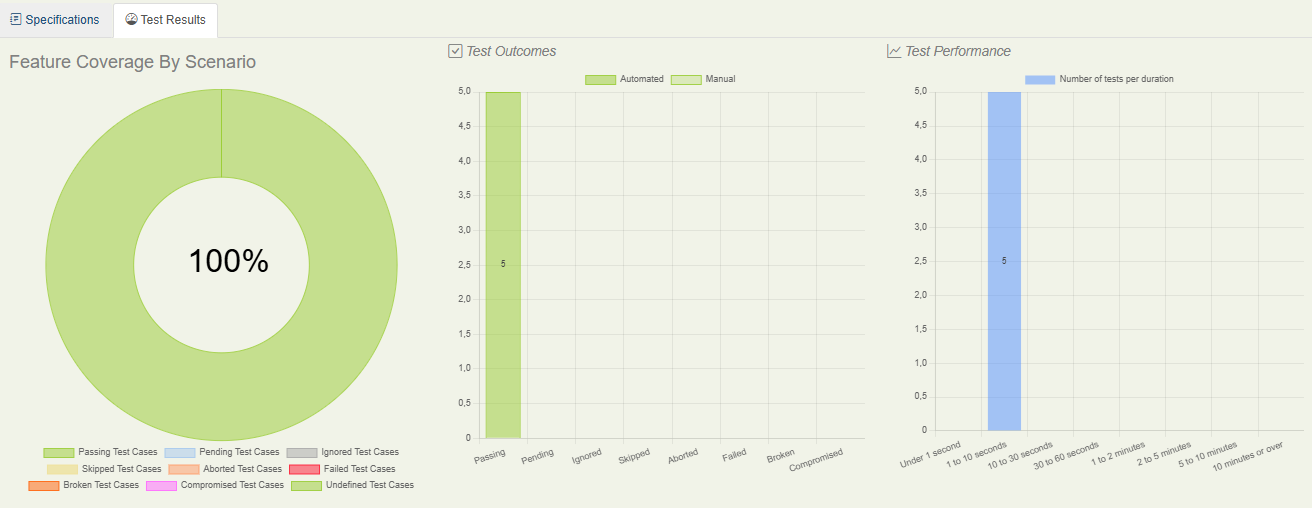 Specifications
Test Results
Feature Coverage By Scenario
100%
Passing Test Cases
Pending Test Cases
Ignored Test Cases
Skipped Test Cases
Aborted Test Cases
Failed Test Cases
Broken Test Cases
Compromised Test Cases
Undefined Test Cases
Test Outcomes
Automated
Manual
5,0
4,5
4,0
3,5
3,0
2,5
2,0
1,5
1,0
0,5
0
5
Passing
Pending
Ignored
Skipped
Aborted
Failed
Broken
Compromised
Test Performance
Number of tests per duration
5,0
4,5
4,0
3,5
3,0
2,5
2,0
1,5
1,0
0,5
0
5
Under 1 second
1 to 10 seconds
10 to 30 seconds
30 to 60 seconds
1 to 2 minutes
2 to 5 minutes
5 to 10 minutes
10 minutes or over